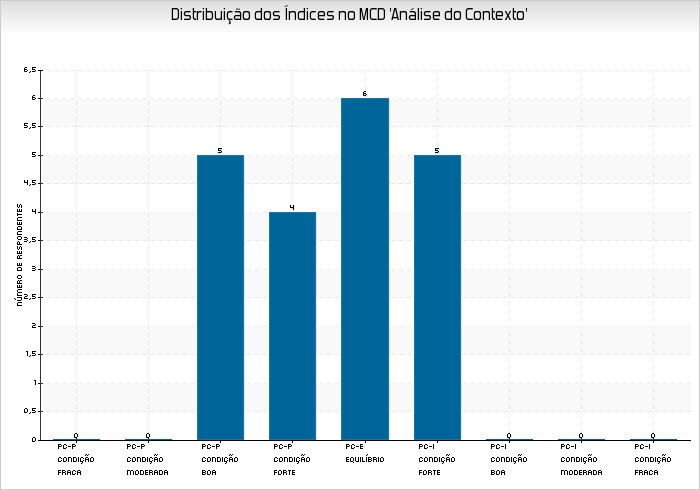 Distribuição dos Índices no MCD 'Análise do Contexto'
NÚMERO DE RESPONDENTES
6,5
6
5,5
5
4,5
4
3,5
3
2,5
2
1,5
1
0,5
0
0
0
5
4
6
5
0
0
0
PC-P
CONDIÇÃO
FRACA
PC-P
CONDIÇÃO
MODERADA
PC-P
CONDIÇÃO
BOA
PC-P
CONDIÇÃO
FORTE
PC-E
EQUILÍBRIO
PC-I
CONDIÇÃO
FORTE
PC-I
CONDIÇÃO
BOA
PC-I
CONDIÇÃO
MODERADA
PC-I
CONDIÇÃO
FRACA